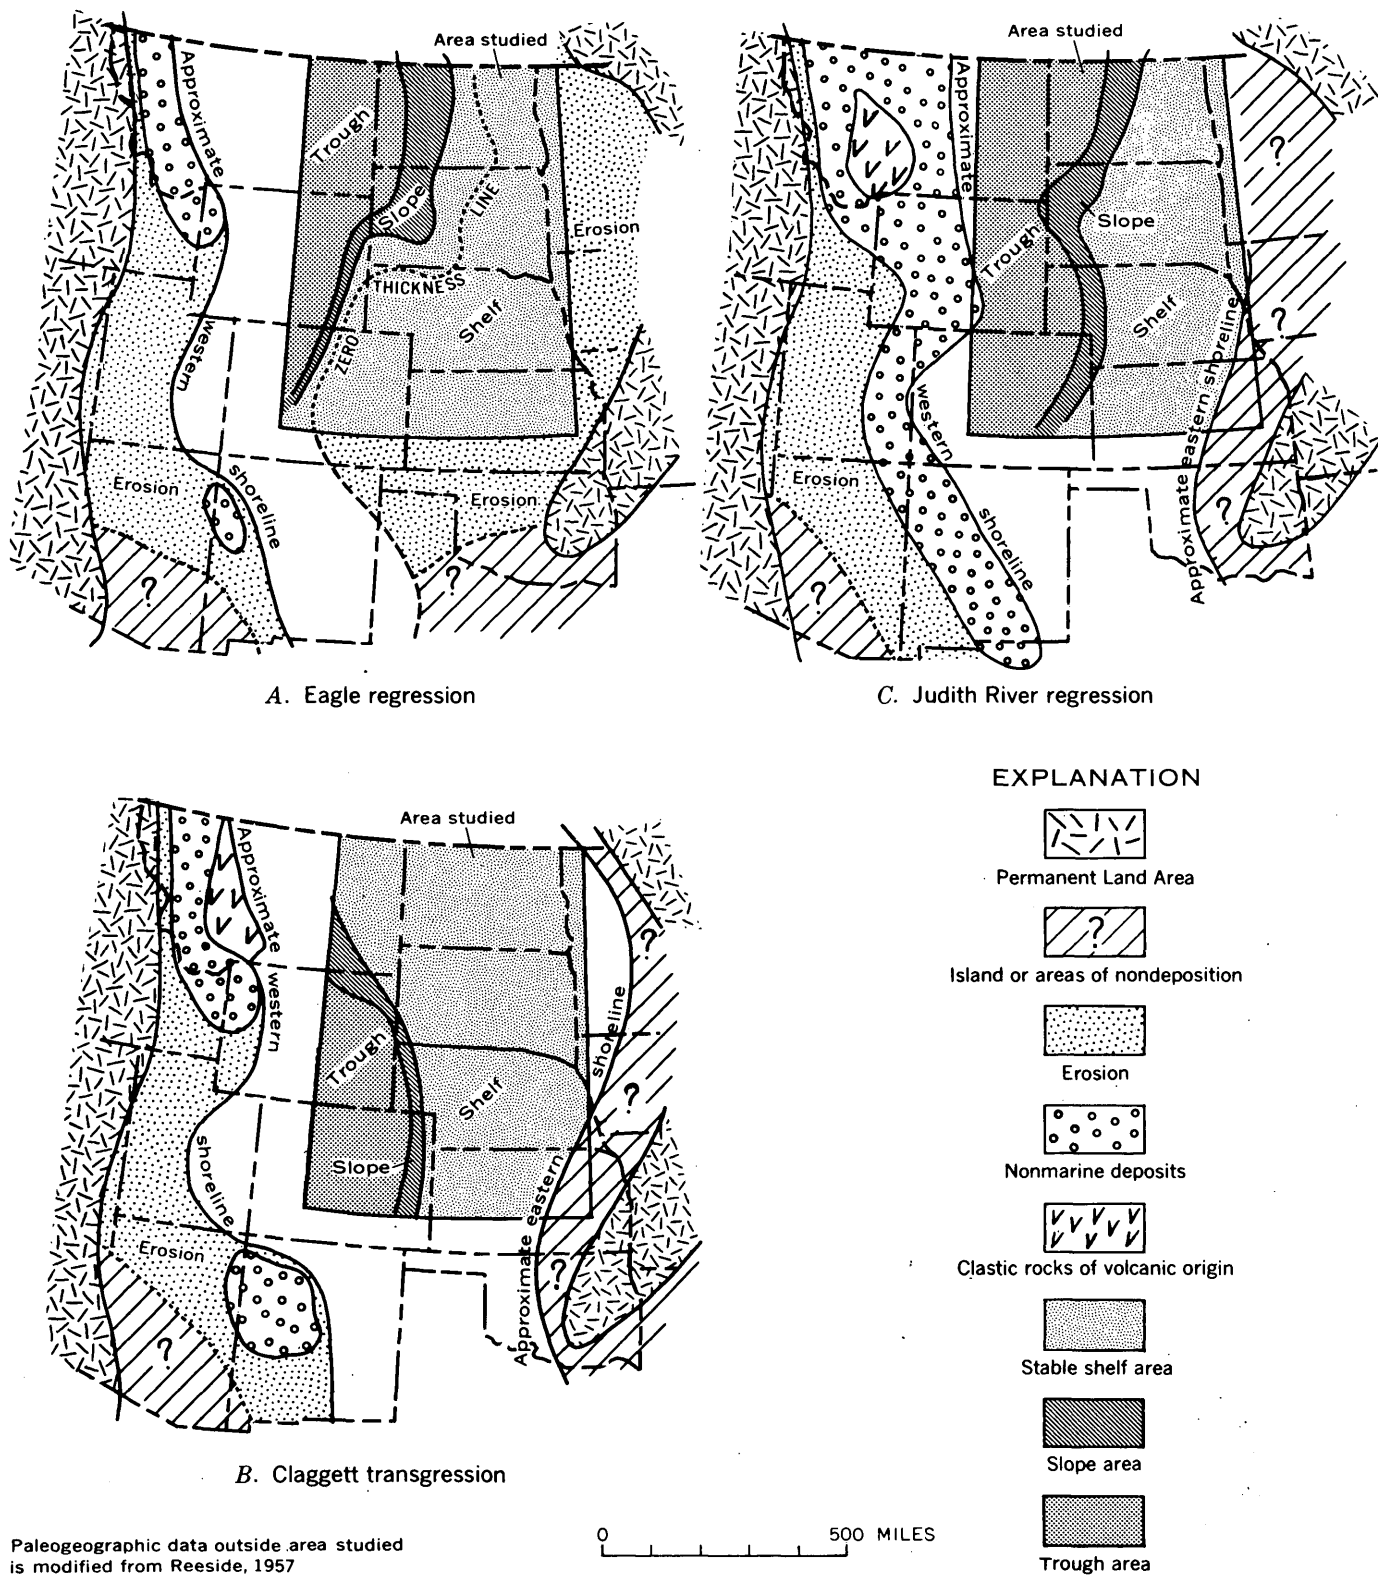 Area studied
Approximate
Trough
Slope
LINE
Erosion
THICKNESS
Shelf
western
ZERO
shoreline
Erosion
Erosion
?
?
A. Eagle regression
Area studied
Approximate
?
Slope
Trough
Shelf
?
western
Approximate eastern shoreline
Erosion
shoreline
?
?
C. Judith River regression
Area studied
Approximate
western
?
shoreline
Trough
Shelf
?
shoreline
Slope
Approximate eastern
Erosion
?
?
B. Claggett transgression
EXPLANATION
Permanent Land Area
?
Island or areas of nondeposition
Erosion
Nonmarine deposits
Clastic rocks of volcanic origin
Stable shelf area
Slope area
Trough area
0 500 MILES
Paleogeographic data outside area studied
is modified from Reeside, 1957